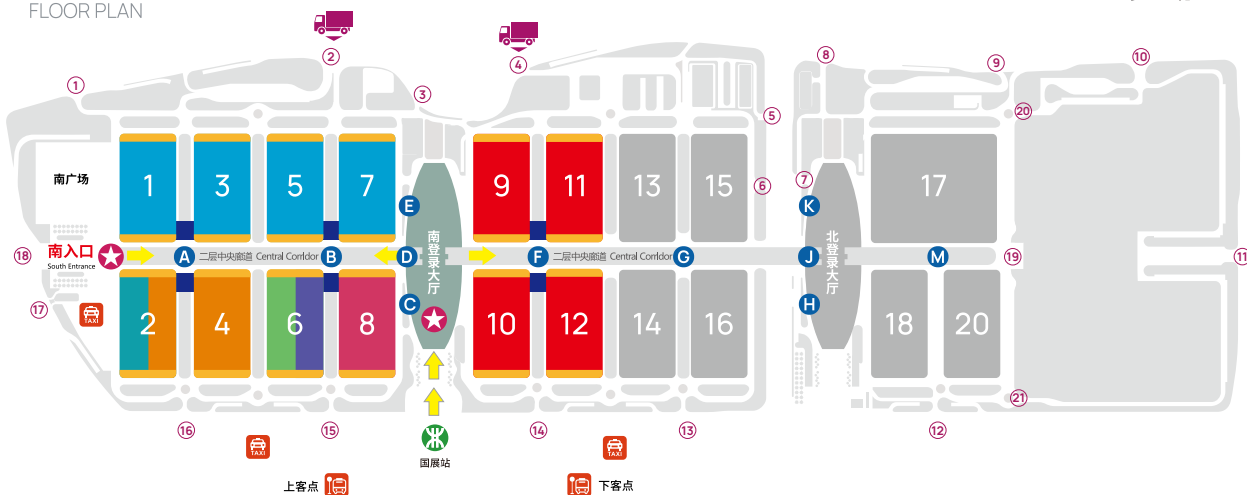 FLOOR PLAN
①
②
③
④
⑤
⑥
⑦
⑧
⑨
⑩
⑳
南广场
1
3
5
7
9
11
13
15
17
E
K
南入口
South Entrance
⑱
A
二层中央廊道 Central Corridor
B
D
南登录大厅
F
二层中央廊道 Central Corridor
G
J
北登录大厅
M
⑲
⑪
C
H
⑰
TAXI
2
4
6
8
10
12
14
16
18
20
㉑
⑯
⑮
⑭
⑬
⑫
TAXI
TAXI
国展站
上客点
下客点